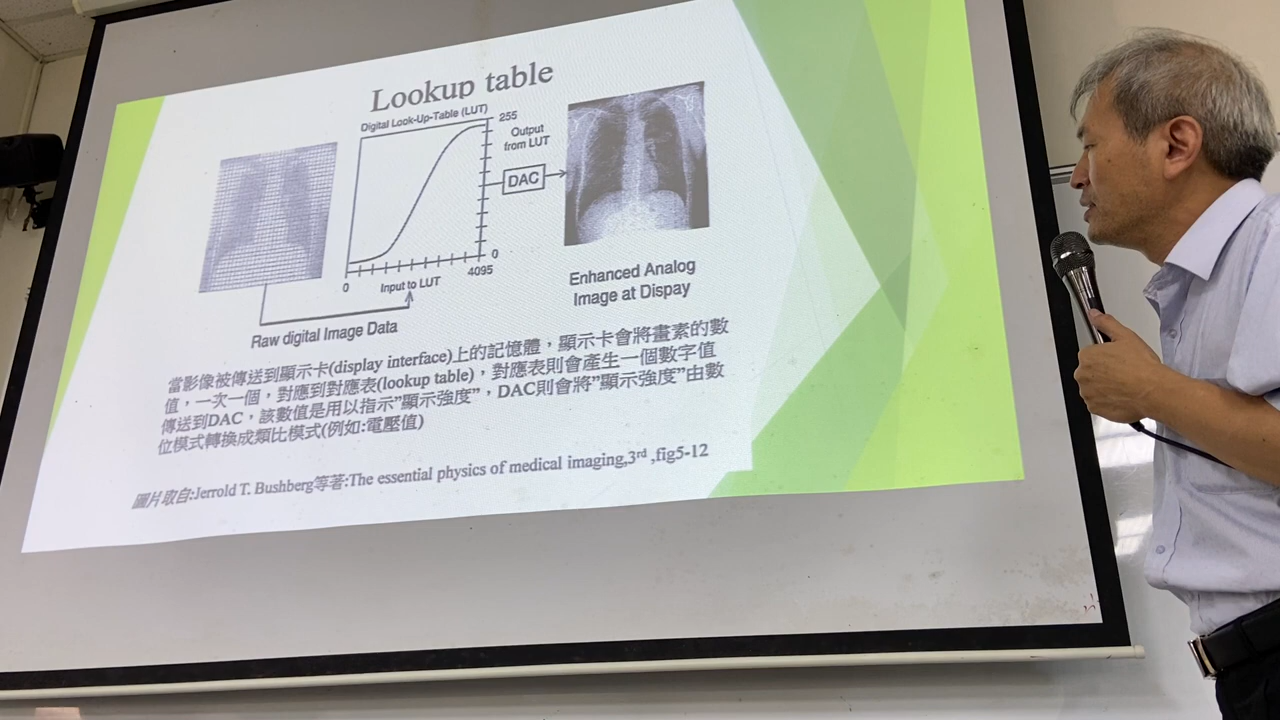 Lookup table
Digital Look-Up-Table (LUT)
255
Output
from LUT
DAC
0
4095
0
Input to LUT
Raw digital Image Data
Enhanced Analog
Image at Dispay
當影像被傳送到顯示卡(display interface)上的記憶體，顯示卡會將畫素的數
值，一次一個，對應到對應表(lookup table)，對應表則會產生一個數字值
傳送到DAC，該數值是用以指示”顯示強度”，DAC則會將”顯示強度”由數
位模式轉換成類比模式(例如:電壓值)
圖片取自:Jerrold T. Bushberg等著:The essential physics of medical imaging,3rd ,fig5-12